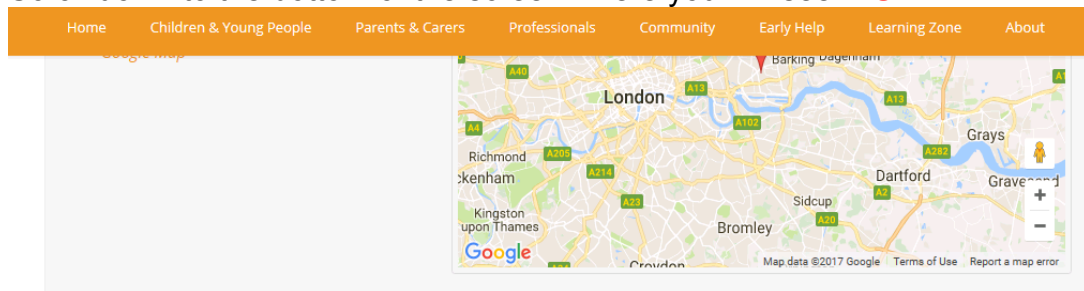 Home Children & Young People Parents & Carers Professionals Community Early Help Learning Zone About
Google Map
Barking Dagenham
A40
A1
London
A13
A13
A102
A4
Grays
A282
Richmond
A205
Dartford
ckenham
A214
Gravesend
A2
+
A23
Sidcup
Kingston
upon Thames
A20
Bromley
−
Google
Croydon
Map data ©2017 Google Terms of Use Report a map error